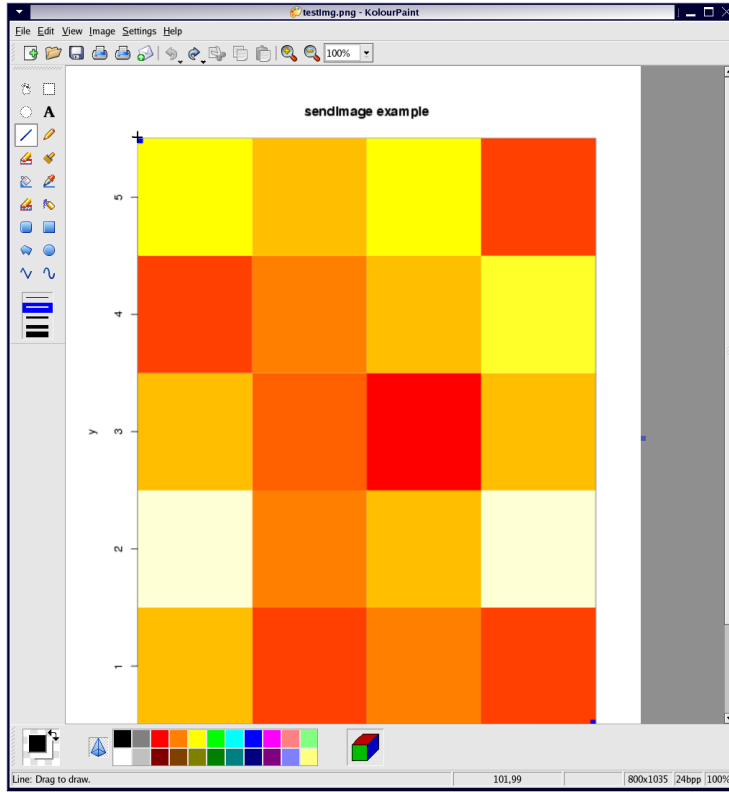 testImg.png - KolourPaint
File Edit View Image Settings Help
100%
A
sendImage example
5
4
3
2
1
y
Line: Drag to draw.
101,99
800x1035
24bpp
100%